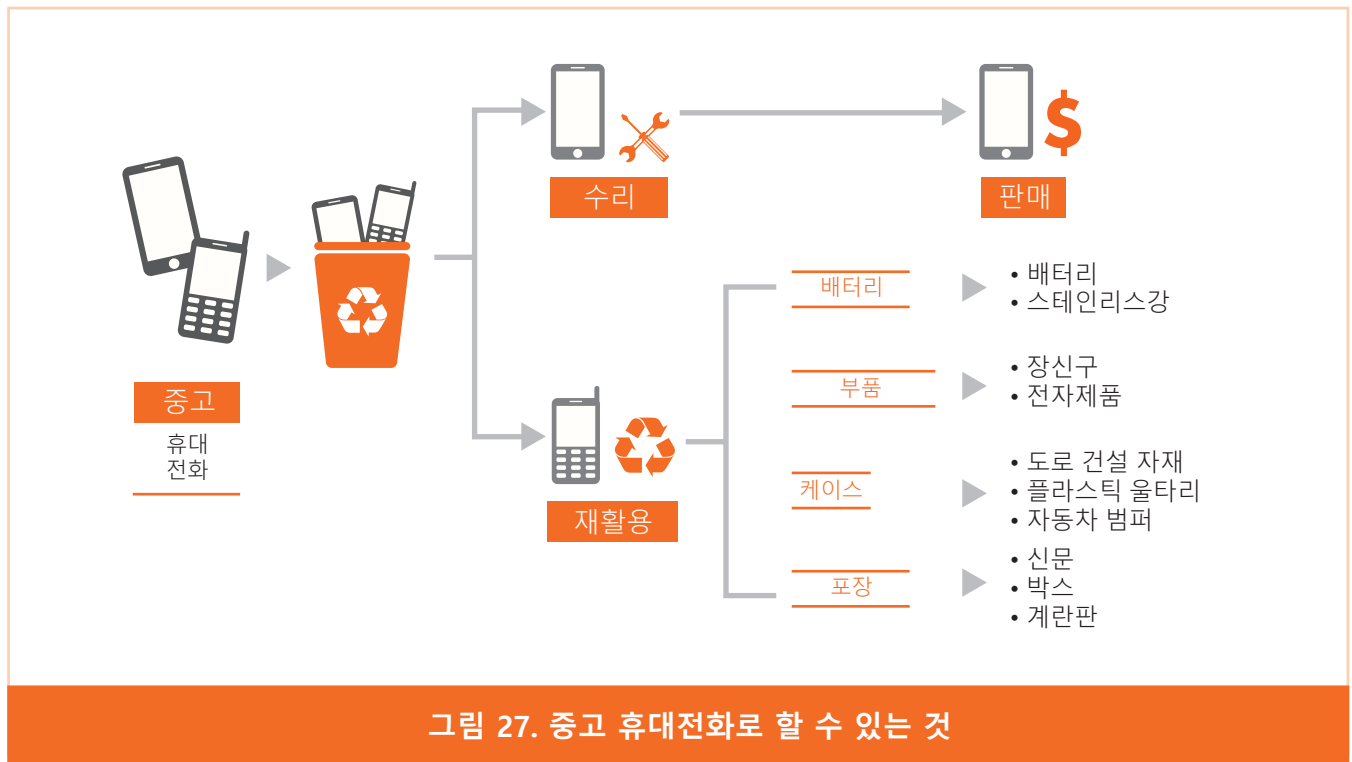 중고
휴대
전화
수리
판매
재활용
배터리
• 배터리
• 스테인리스강
부품
• 장신구
• 전자제품
케이스
• 도로 건설 자재
• 플라스틱 울타리
• 자동차 범퍼
포장
• 신문
• 박스
• 계란판
그림 27. 중고 휴대전화로 할 수 있는 것